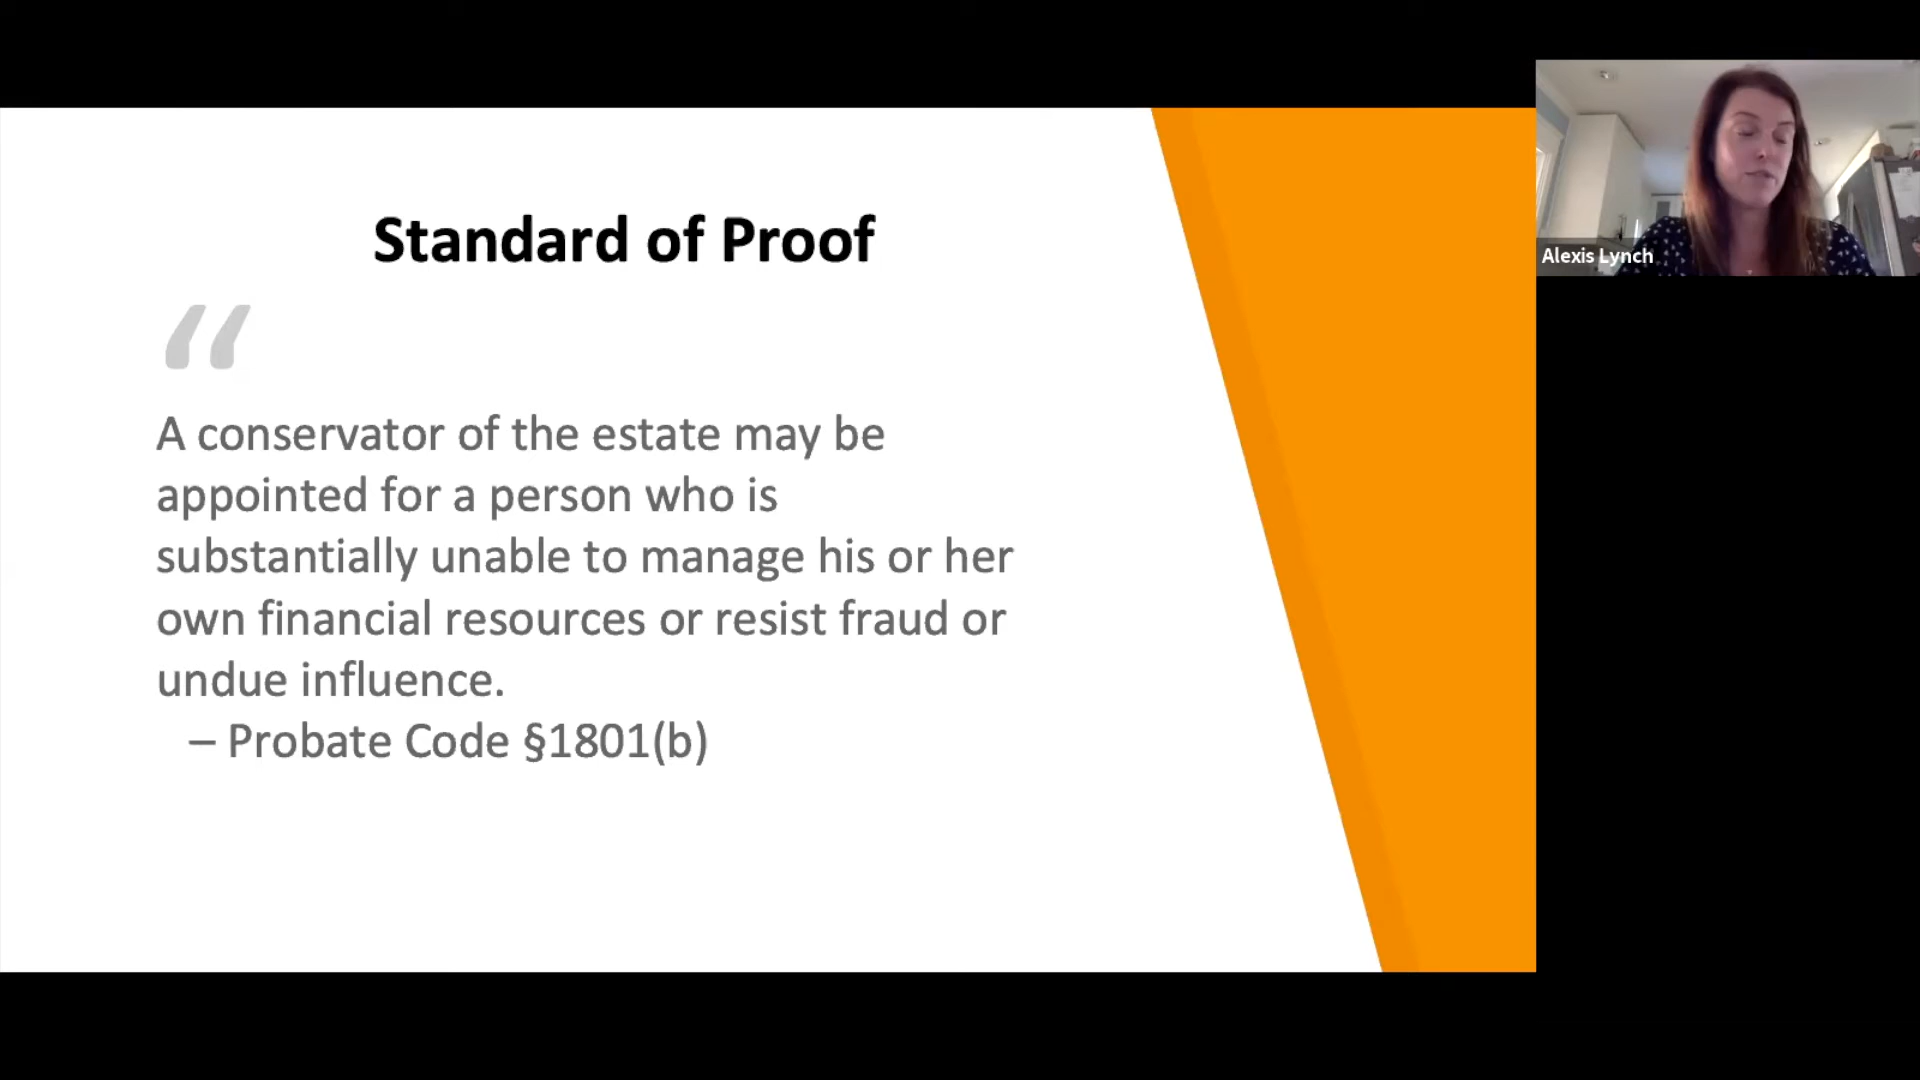 Standard of Proof
“
A conservator of the estate may be
appointed for a person who is
substantially unable to manage his or her
own financial resources or resist fraud or
undue influence.
– Probate Code §1801(b)
Alexis Lynch